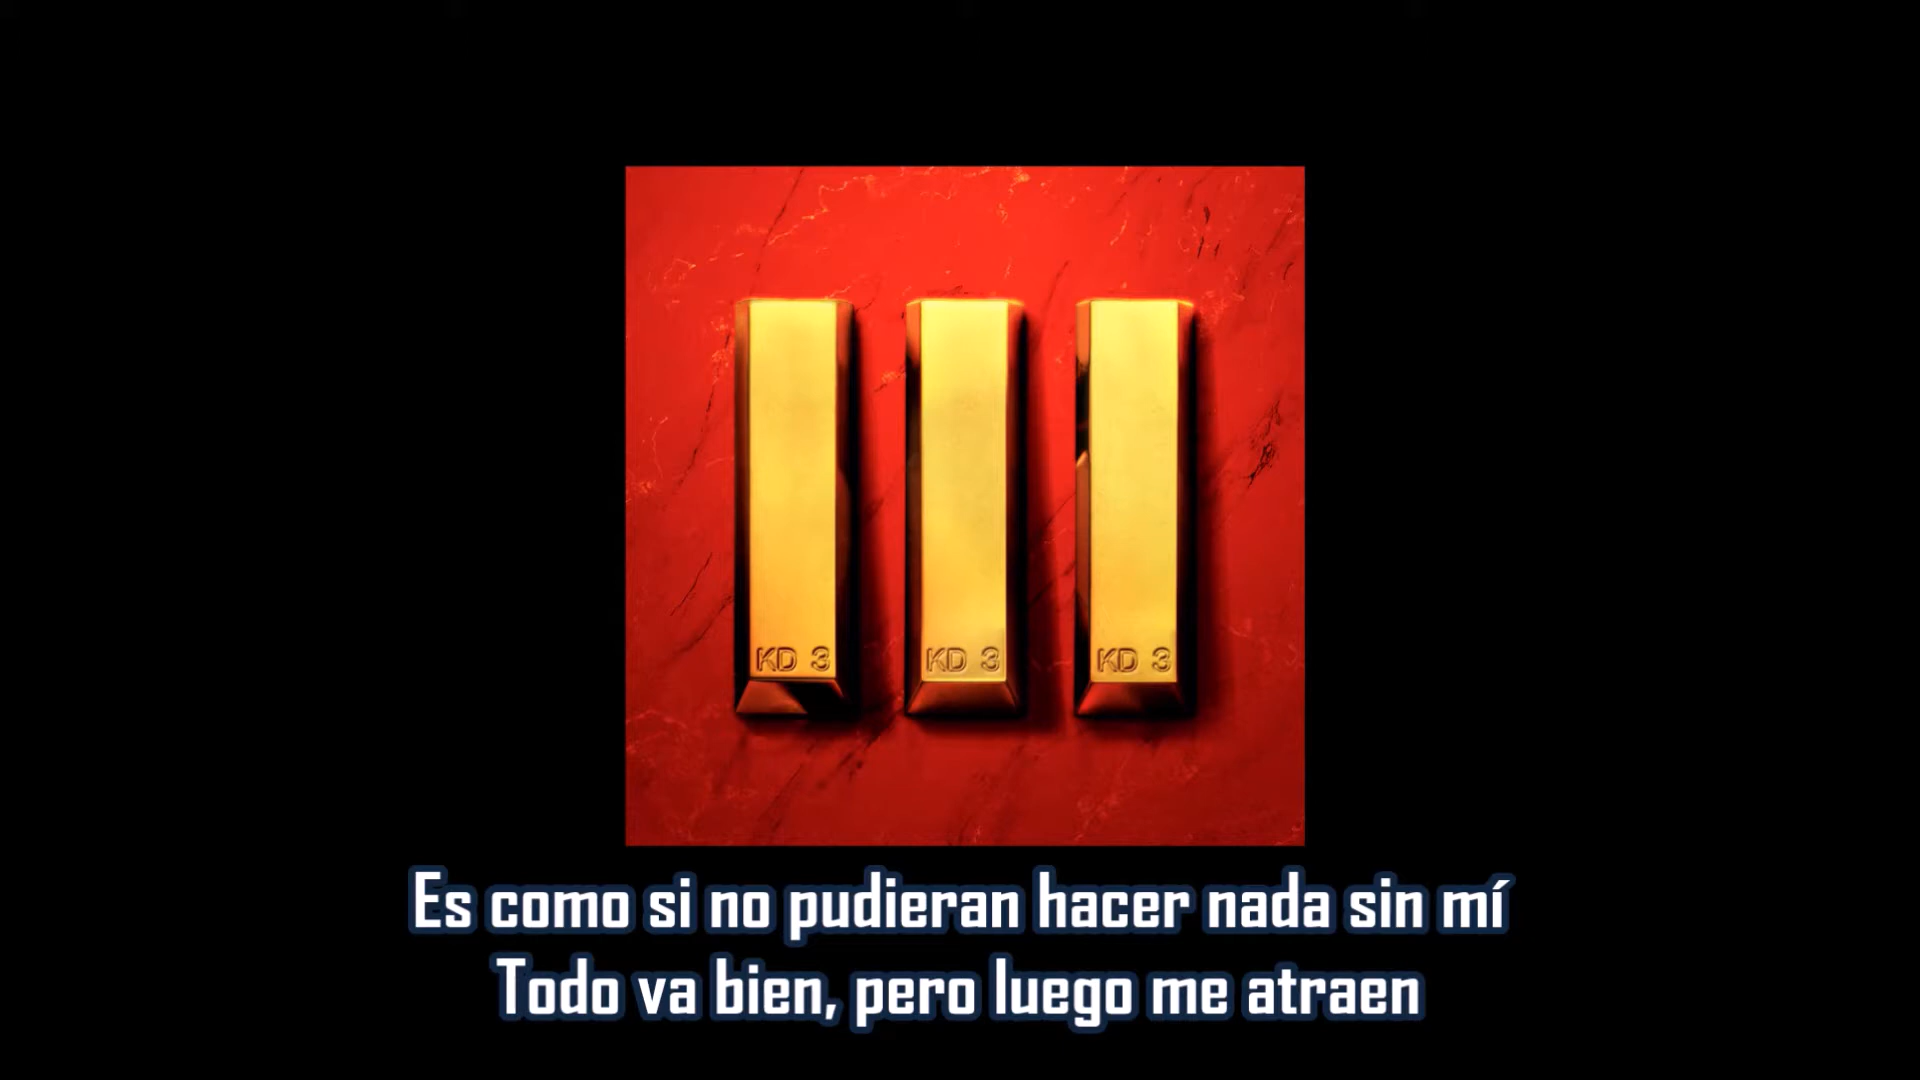 KD 3 KD 3 KD 3
Es como si no pudieran hacer nada sin mí
Todo va bien, pero luego me atraen